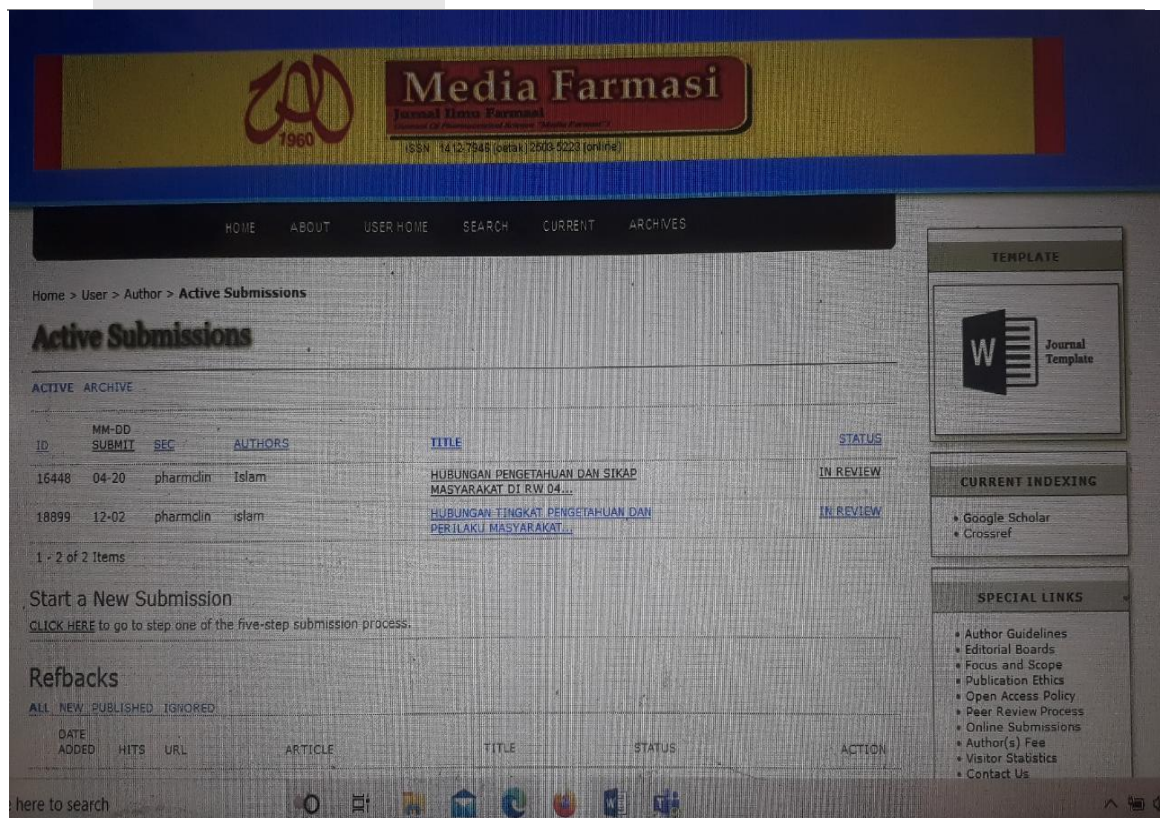 1960
Media Farmasi
Jurnal Ilmu Farmasi
ISSN 1412-7946 (cetak) 2503-5223 (online)
HOME ABOUT USER HOME SEARCH CURRENT ARCHIVES
Home > User > Author > Active Submissions
Active Submissions
ACTIVE ARCHIVE
ID MM-DD SUBMIT SEC AUTHORS TITLE STATUS
16448 04-20 pharmclin Islam HUBUNGAN PENGETAHUAN DAN SIKAP IN REVIEW
MASYARAKAT DI RW 04...
18899 12-02 pharmclin islam HUBUNGAN TINGKAT PENGETAHUAN DAN IN REVIEW
PERILAKU MASYARAKAT...
1 - 2 of 2 Items
Start a New Submission
CLICK HERE to go to step one of the five-step submission process.
Refbacks
ALL NEW PUBLISHED IGNORED
DATE ADDED HITS URL ARTICLE TITLE STATUS ACTION
TEMPLATE
W
Journal
Template
CURRENT INDEXING
Google Scholar
Crossref
SPECIAL LINKS
Author Guidelines
Editorial Boards
Focus and Scope
Publication Ethics
Open Access Policy
Peer Review Process
Online Submissions
Author(s) Fee
Visitor Statistics
Contact Us
here to search